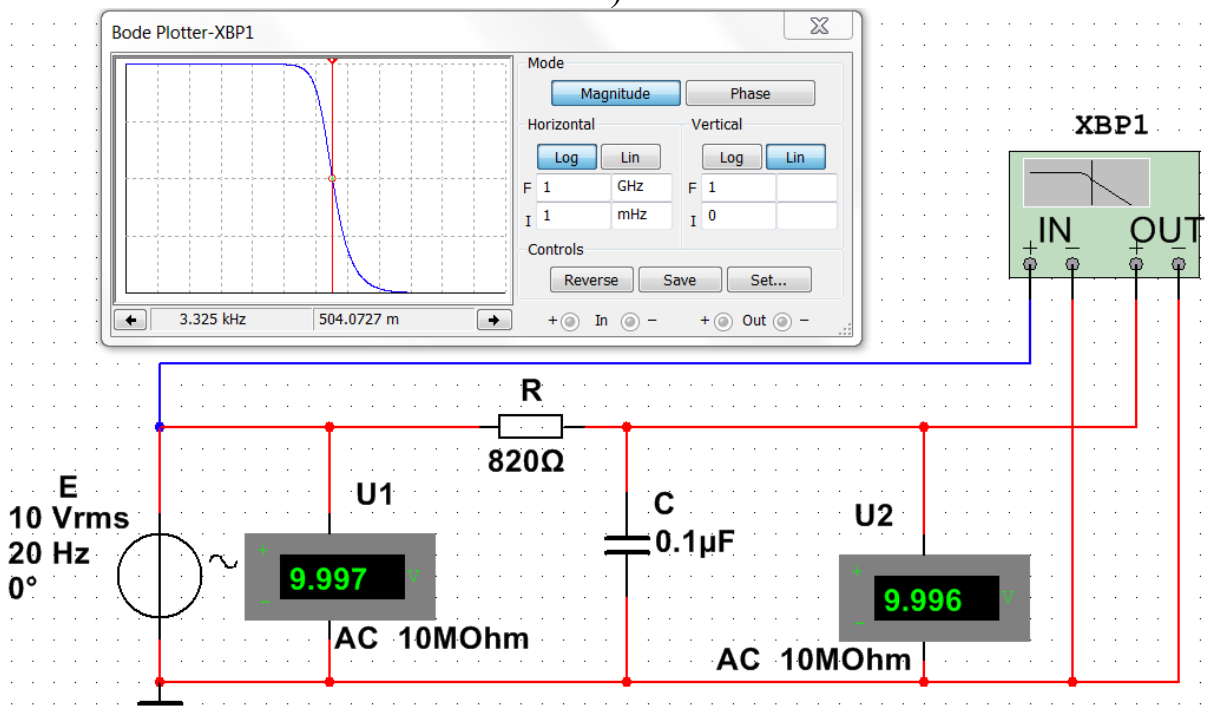 )
Bode Plotter-XBP1
Mode
Magnitude Phase
Horizontal Vertical
Log Lin Log Lin
F 1 GHz F 1
I 1 mHz I 0
Controls
Reverse Save Set...
3.325 kHz 504.0727 m + In − + Out −
XBP1
IN OUT
+ − + −
R
820Ω
E
10 Vrms
20 Hz
0°
U1
+
9.997 V
−
AC 10MOhm
C
0.1µF
U2
+
9.996 V
−
AC 10MOhm